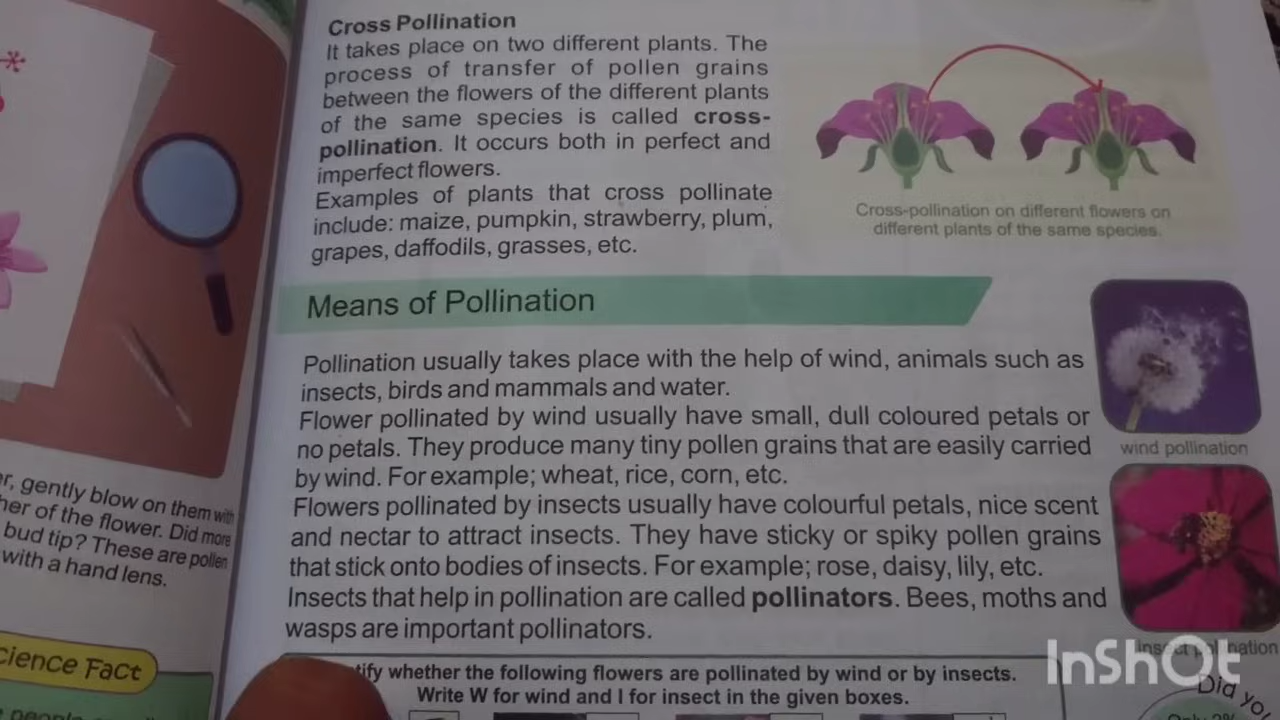 Cross Pollination
It takes place on two different plants. The
process of transfer of pollen grains
between the flowers of the different plants
of the same species is called cross-
pollination. It occurs both in perfect and
imperfect flowers.
Examples of plants that cross pollinate
include: maize, pumpkin, strawberry, plum,
grapes, daffodils, grasses, etc.
Cross-pollination on different flowers on
different plants of the same species.
Means of Pollination
Pollination usually takes place with the help of wind, animals such as
insects, birds and mammals and water.
Flower pollinated by wind usually have small, dull coloured petals or
no petals. They produce many tiny pollen grains that are easily carried
by wind. For example; wheat, rice, corn, etc.
Flowers pollinated by insects usually have colourful petals, nice scent
and nectar to attract insects. They have sticky or spiky pollen grains
that stick onto bodies of insects. For example; rose, daisy, lily, etc.
Insects that help in pollination are called pollinators. Bees, moths and
wasps are important pollinators.
wind pollination
Insect pollination
whether the following flowers are pollinated by wind or by insects.
Write W for wind and I for insect in the given boxes.
gently blow on them with
of the flower. Did more
bud tip? These are pollen
with a hand lens.
Fact
Did
InShOt